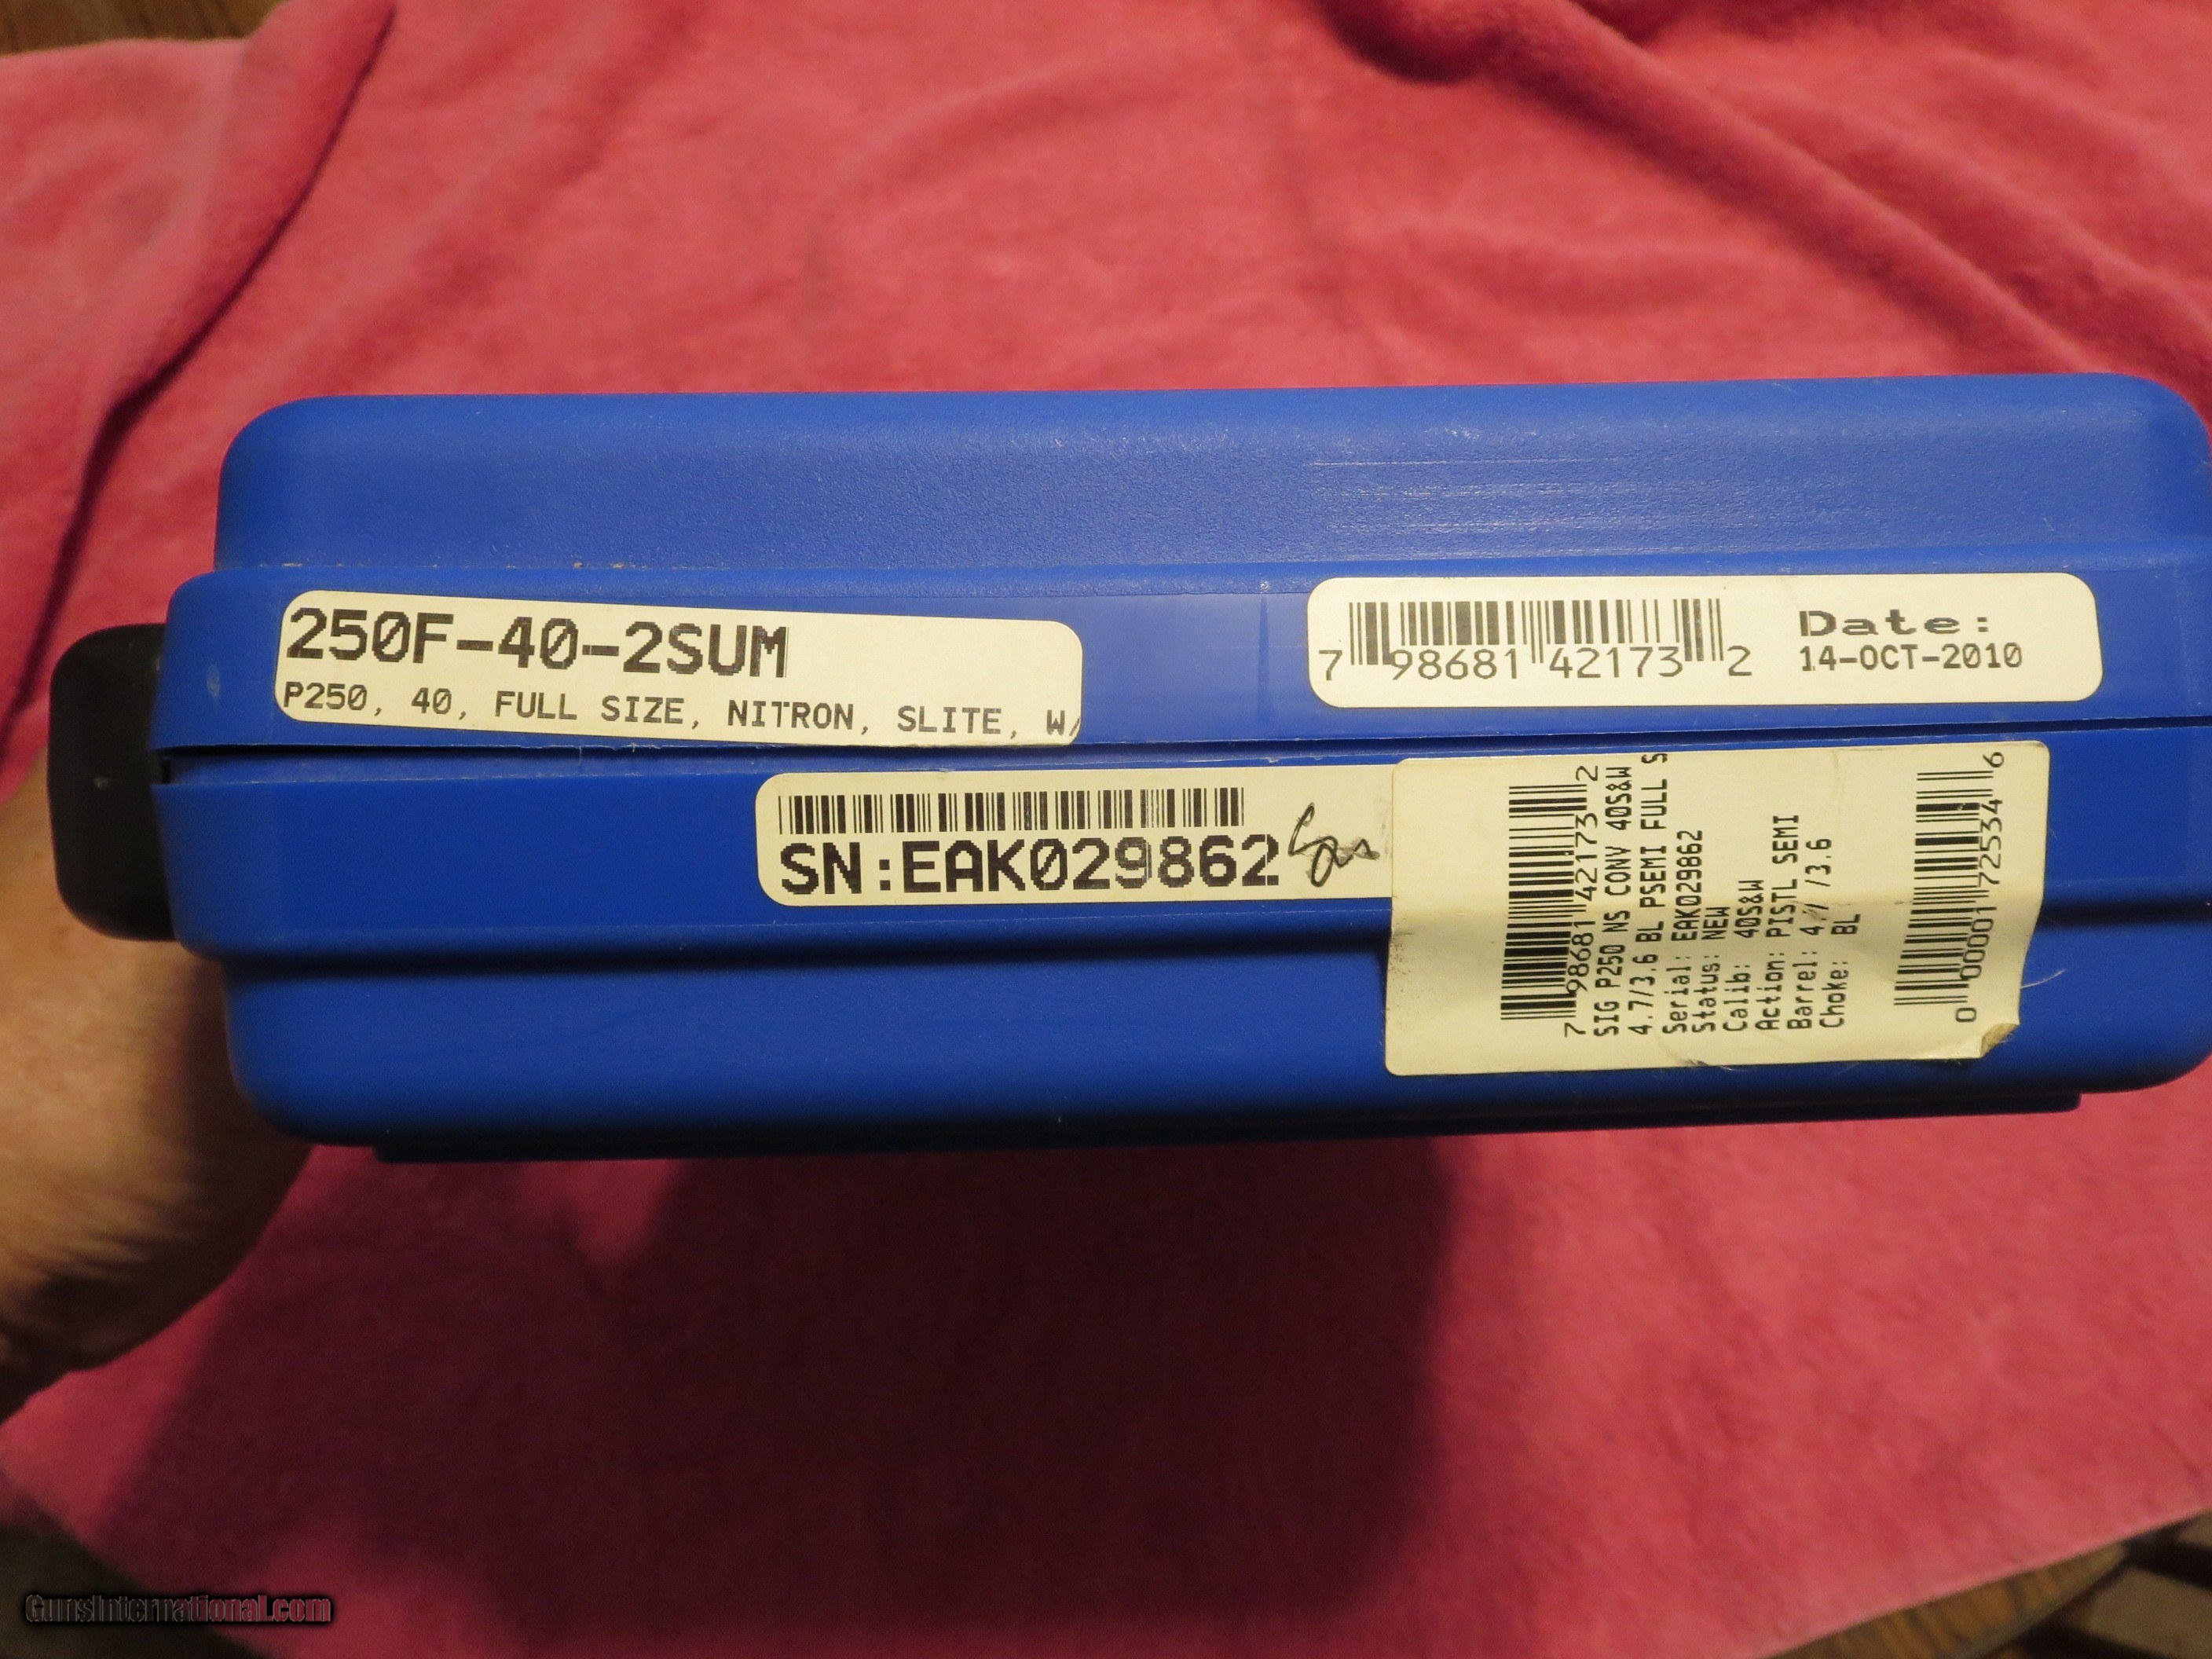 250F-40-2SUM
P250, 40, FULL SIZE, NITRON, SLITE, W/
7 98681 42173 2
Date:
14-OCT-2010
SN:EAK029862
7 98681 42173 2
SIG P250 NS CONV 40S&W
4.7/3.6 BL PSEMI FULL S
Serial: EAK029862
Status: NEW
Calib: 40S&W
Action: PISTL SEMI
Barrel: /3.6
Choke: BL
0 00001 72534 6
GunsInternational.com